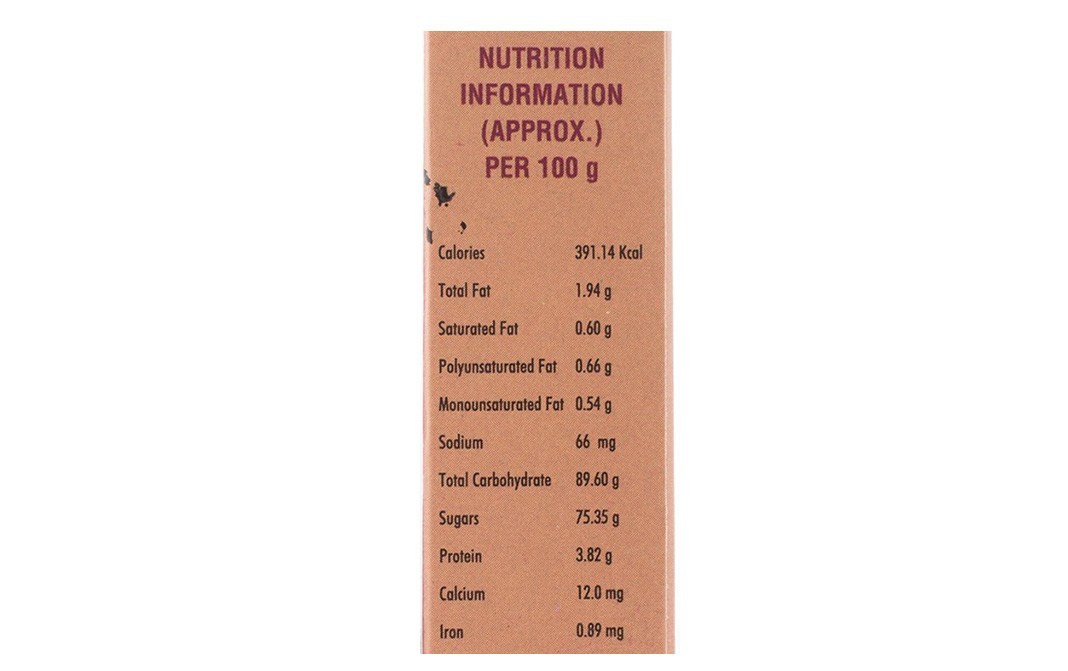 NUTRITION
INFORMATION
(APPROX.)
PER 100 g
Calories 391.14 Kcal
Total Fat 1.94 g
Saturated Fat 0.60 g
Polyunsaturated Fat 0.66 g
Monounsaturated Fat 0.54 g
Sodium 66 mg
Total Carbohydrate 89.60 g
Sugars 75.35 g
Protein 3.82 g
Calcium 12.0 mg
Iron 0.89 mg